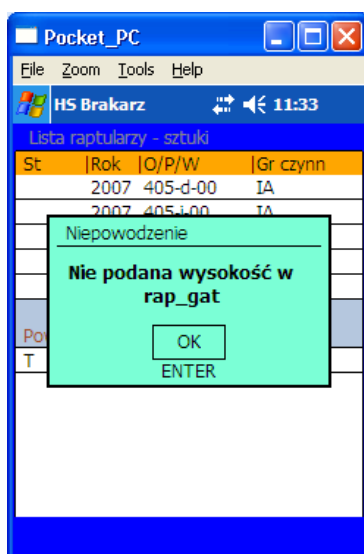 Pocket_PC
File Zoom Tools Help
HS Brakarz 11:33
Lista raptularzy - sztuki
St |Rok |O/P/W |Gr czynn
2007 405-d-00 IA
2007 405-i-00 IA
Niepowodzenie
Nie podana wysokość w
rap_gat
OK
ENTER
T